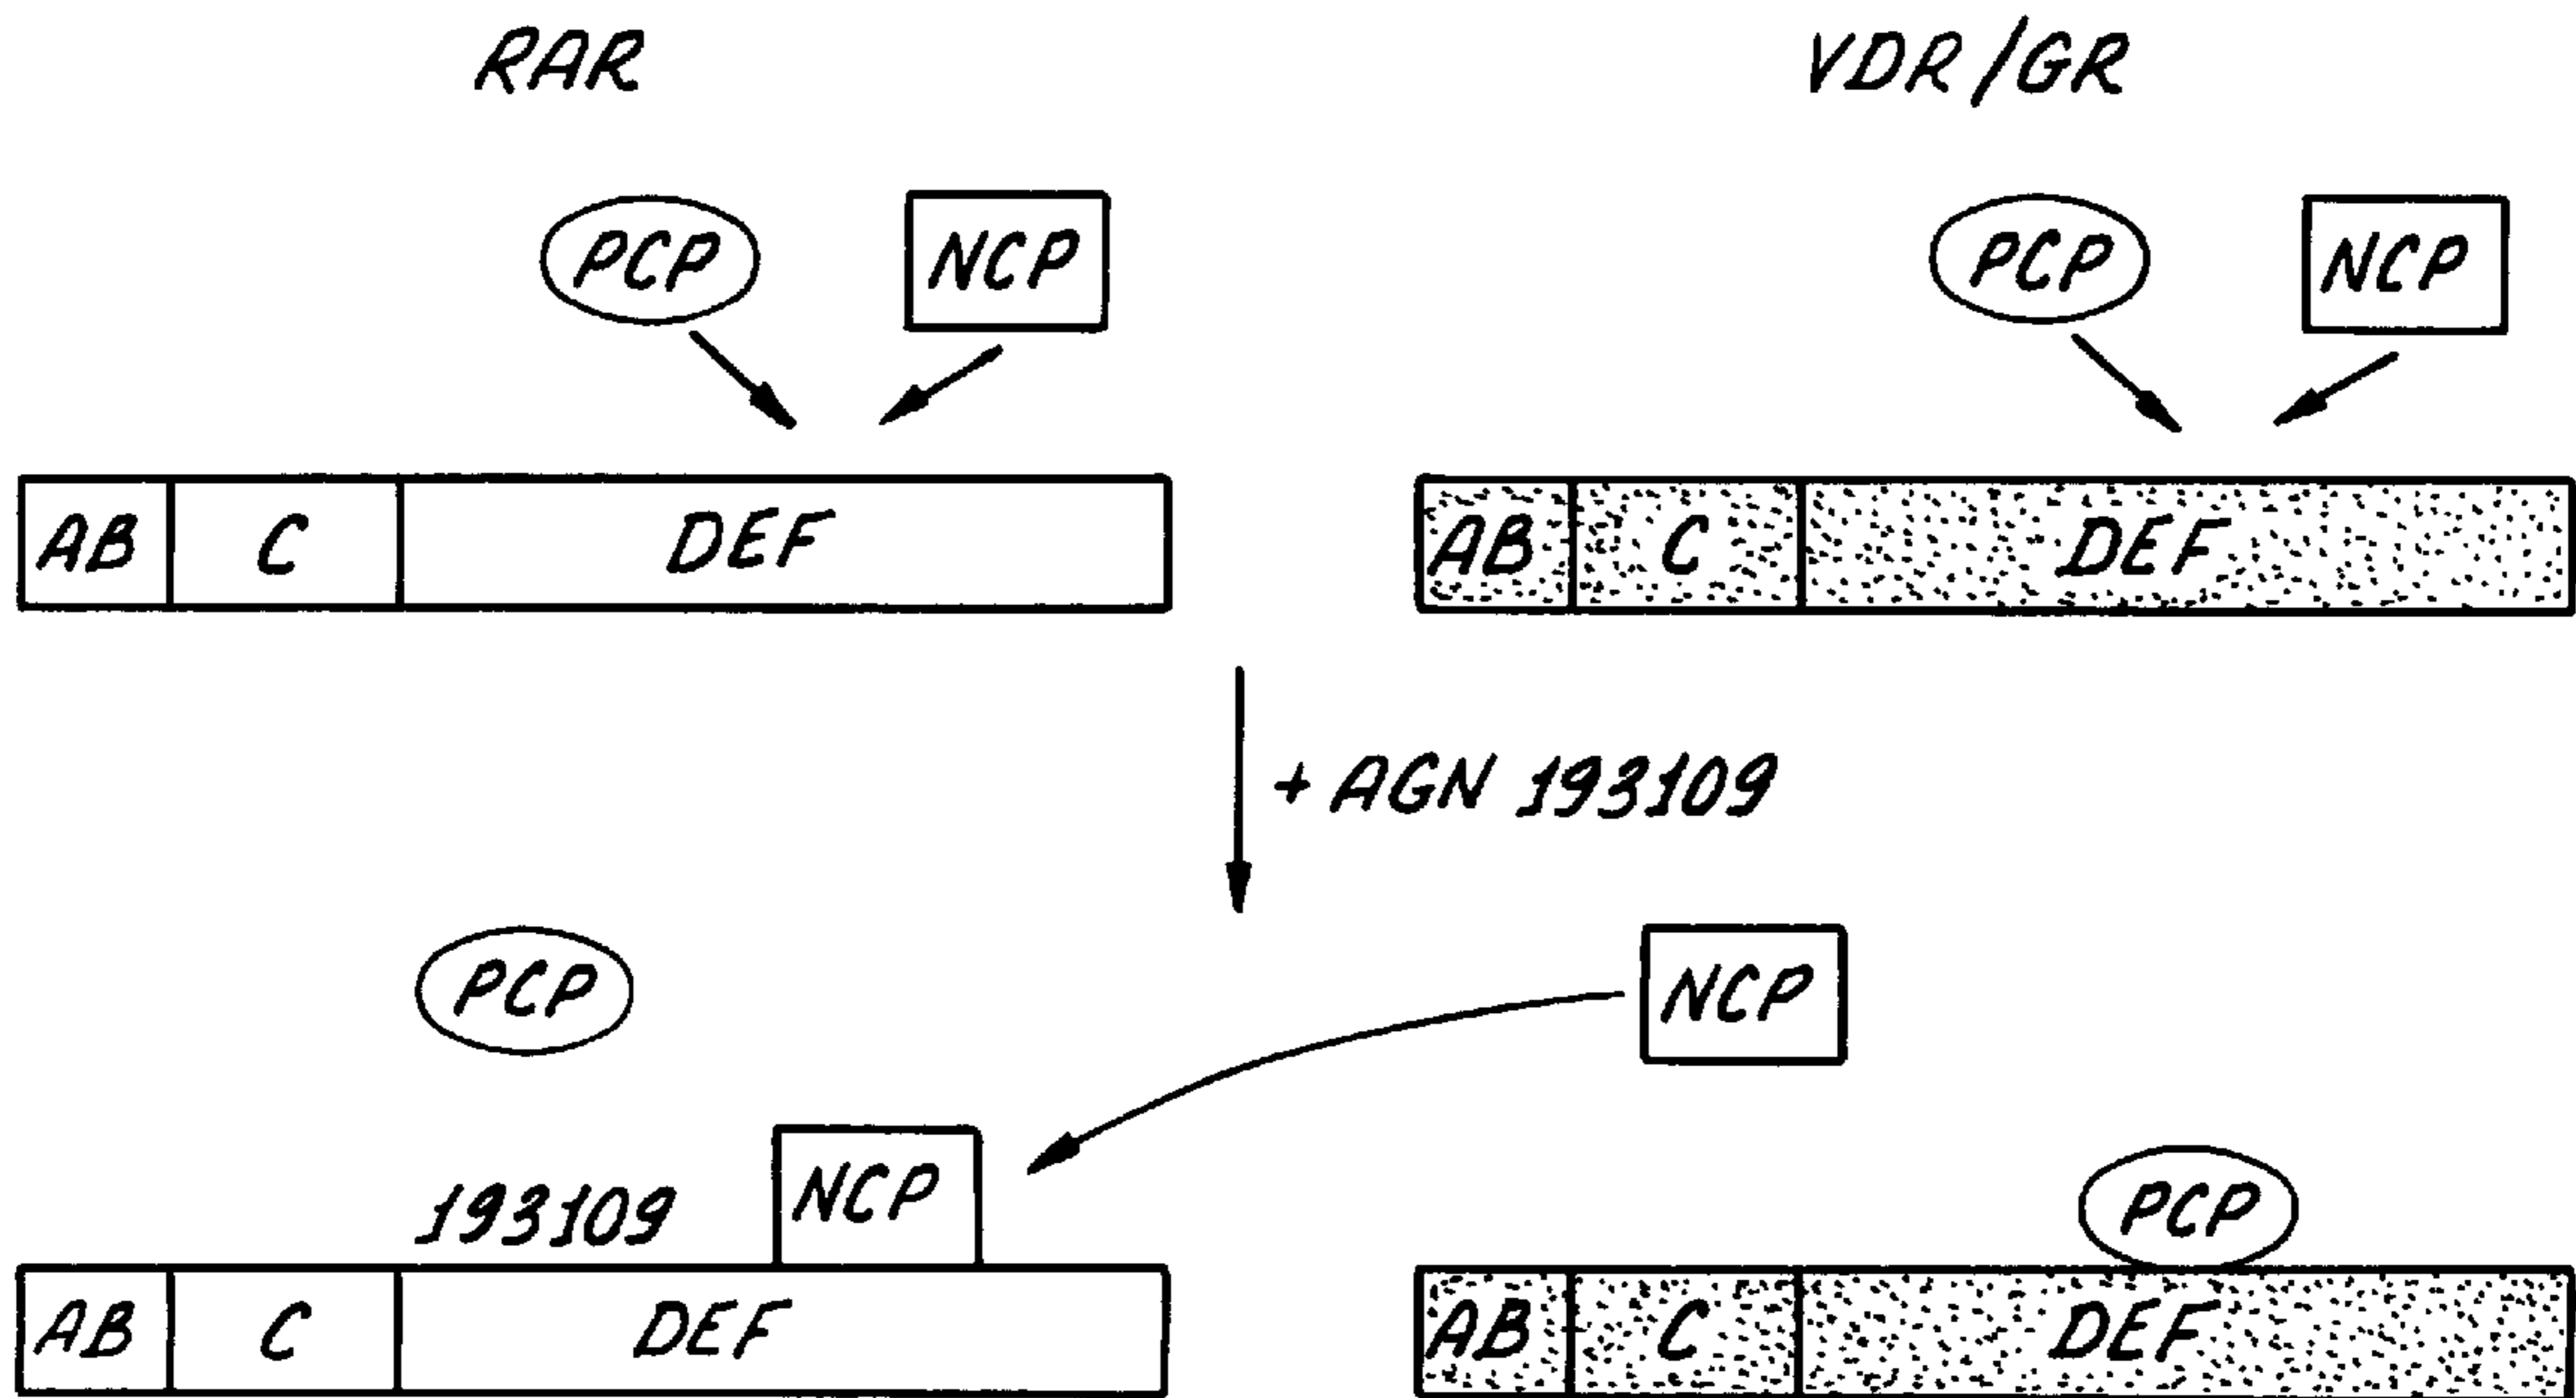 RAR VDR/GR
PCP NCP PCP NCP
AB C DEF AB C DEF
+ AGN 193109
PCP NCP
193109 NCP PCP
AB C DEF AB C DEF